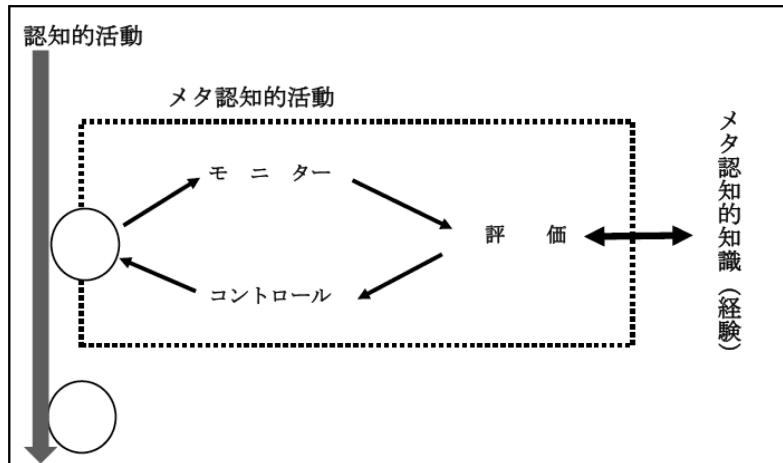 認知的活動
メタ認知的活動
モ ニ ター
評 価
コントロール
メタ認知的知識(経験)